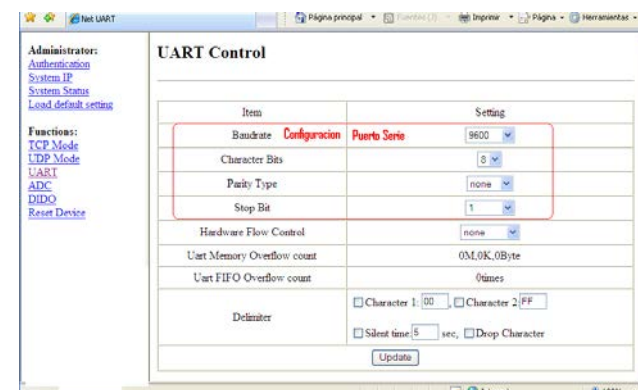 Net UART
Página principal
Imprimir
Página
Herramientas
Administrator:
Authentication
System IP
System Status
Load default setting
Functions:
TCP Mode
UDP Mode
UART
ADC
DIDO
Reset Device
UART Control
Item Setting
Baudrate Configuracion Puerto Serie 9600
Character Bits 8
Parity Type none
Stop Bit 1
Hardware Flow Control none
Uart Memory Overflow count 0M,0K,0Byte
Uart FIFO Overflow count 0times
Delimiter
Character 1: 00 , Character 2: FF
Silent time: 5 sec, Drop Character
Update